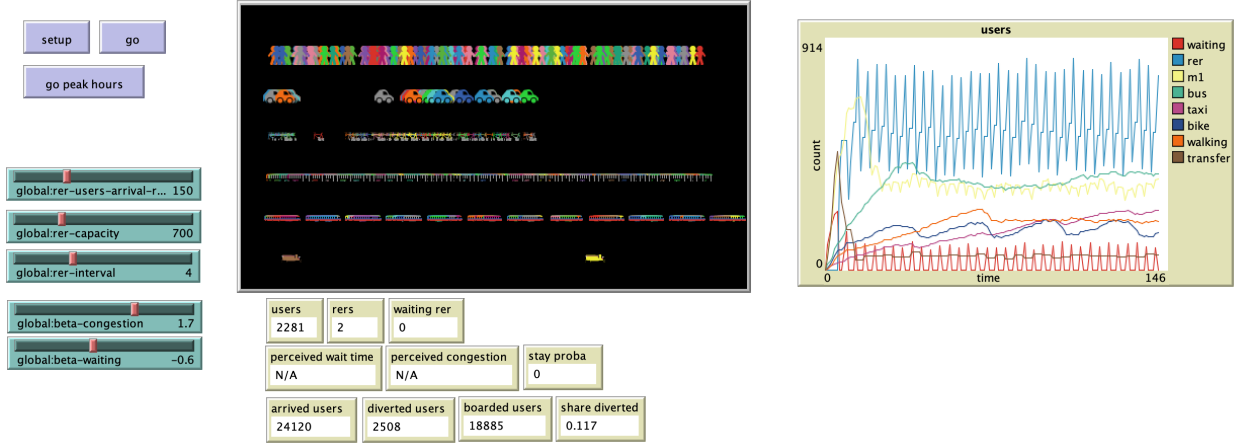 setup
go
go peak hours
global:rer-users-arrival-r... 150
global:rer-capacity 700
global:rer-interval 4
global:beta-congestion 1.7
global:beta-waiting -0.6
users
2281
rers
2
waiting rer
0
perceived wait time
N/A
perceived congestion
N/A
stay proba
0
arrived users
24120
diverted users
2508
boarded users
18885
share diverted
0.117
users
914
count
0
0
time
146
waiting
rer
m1
bus
taxi
bike
walking
transfer